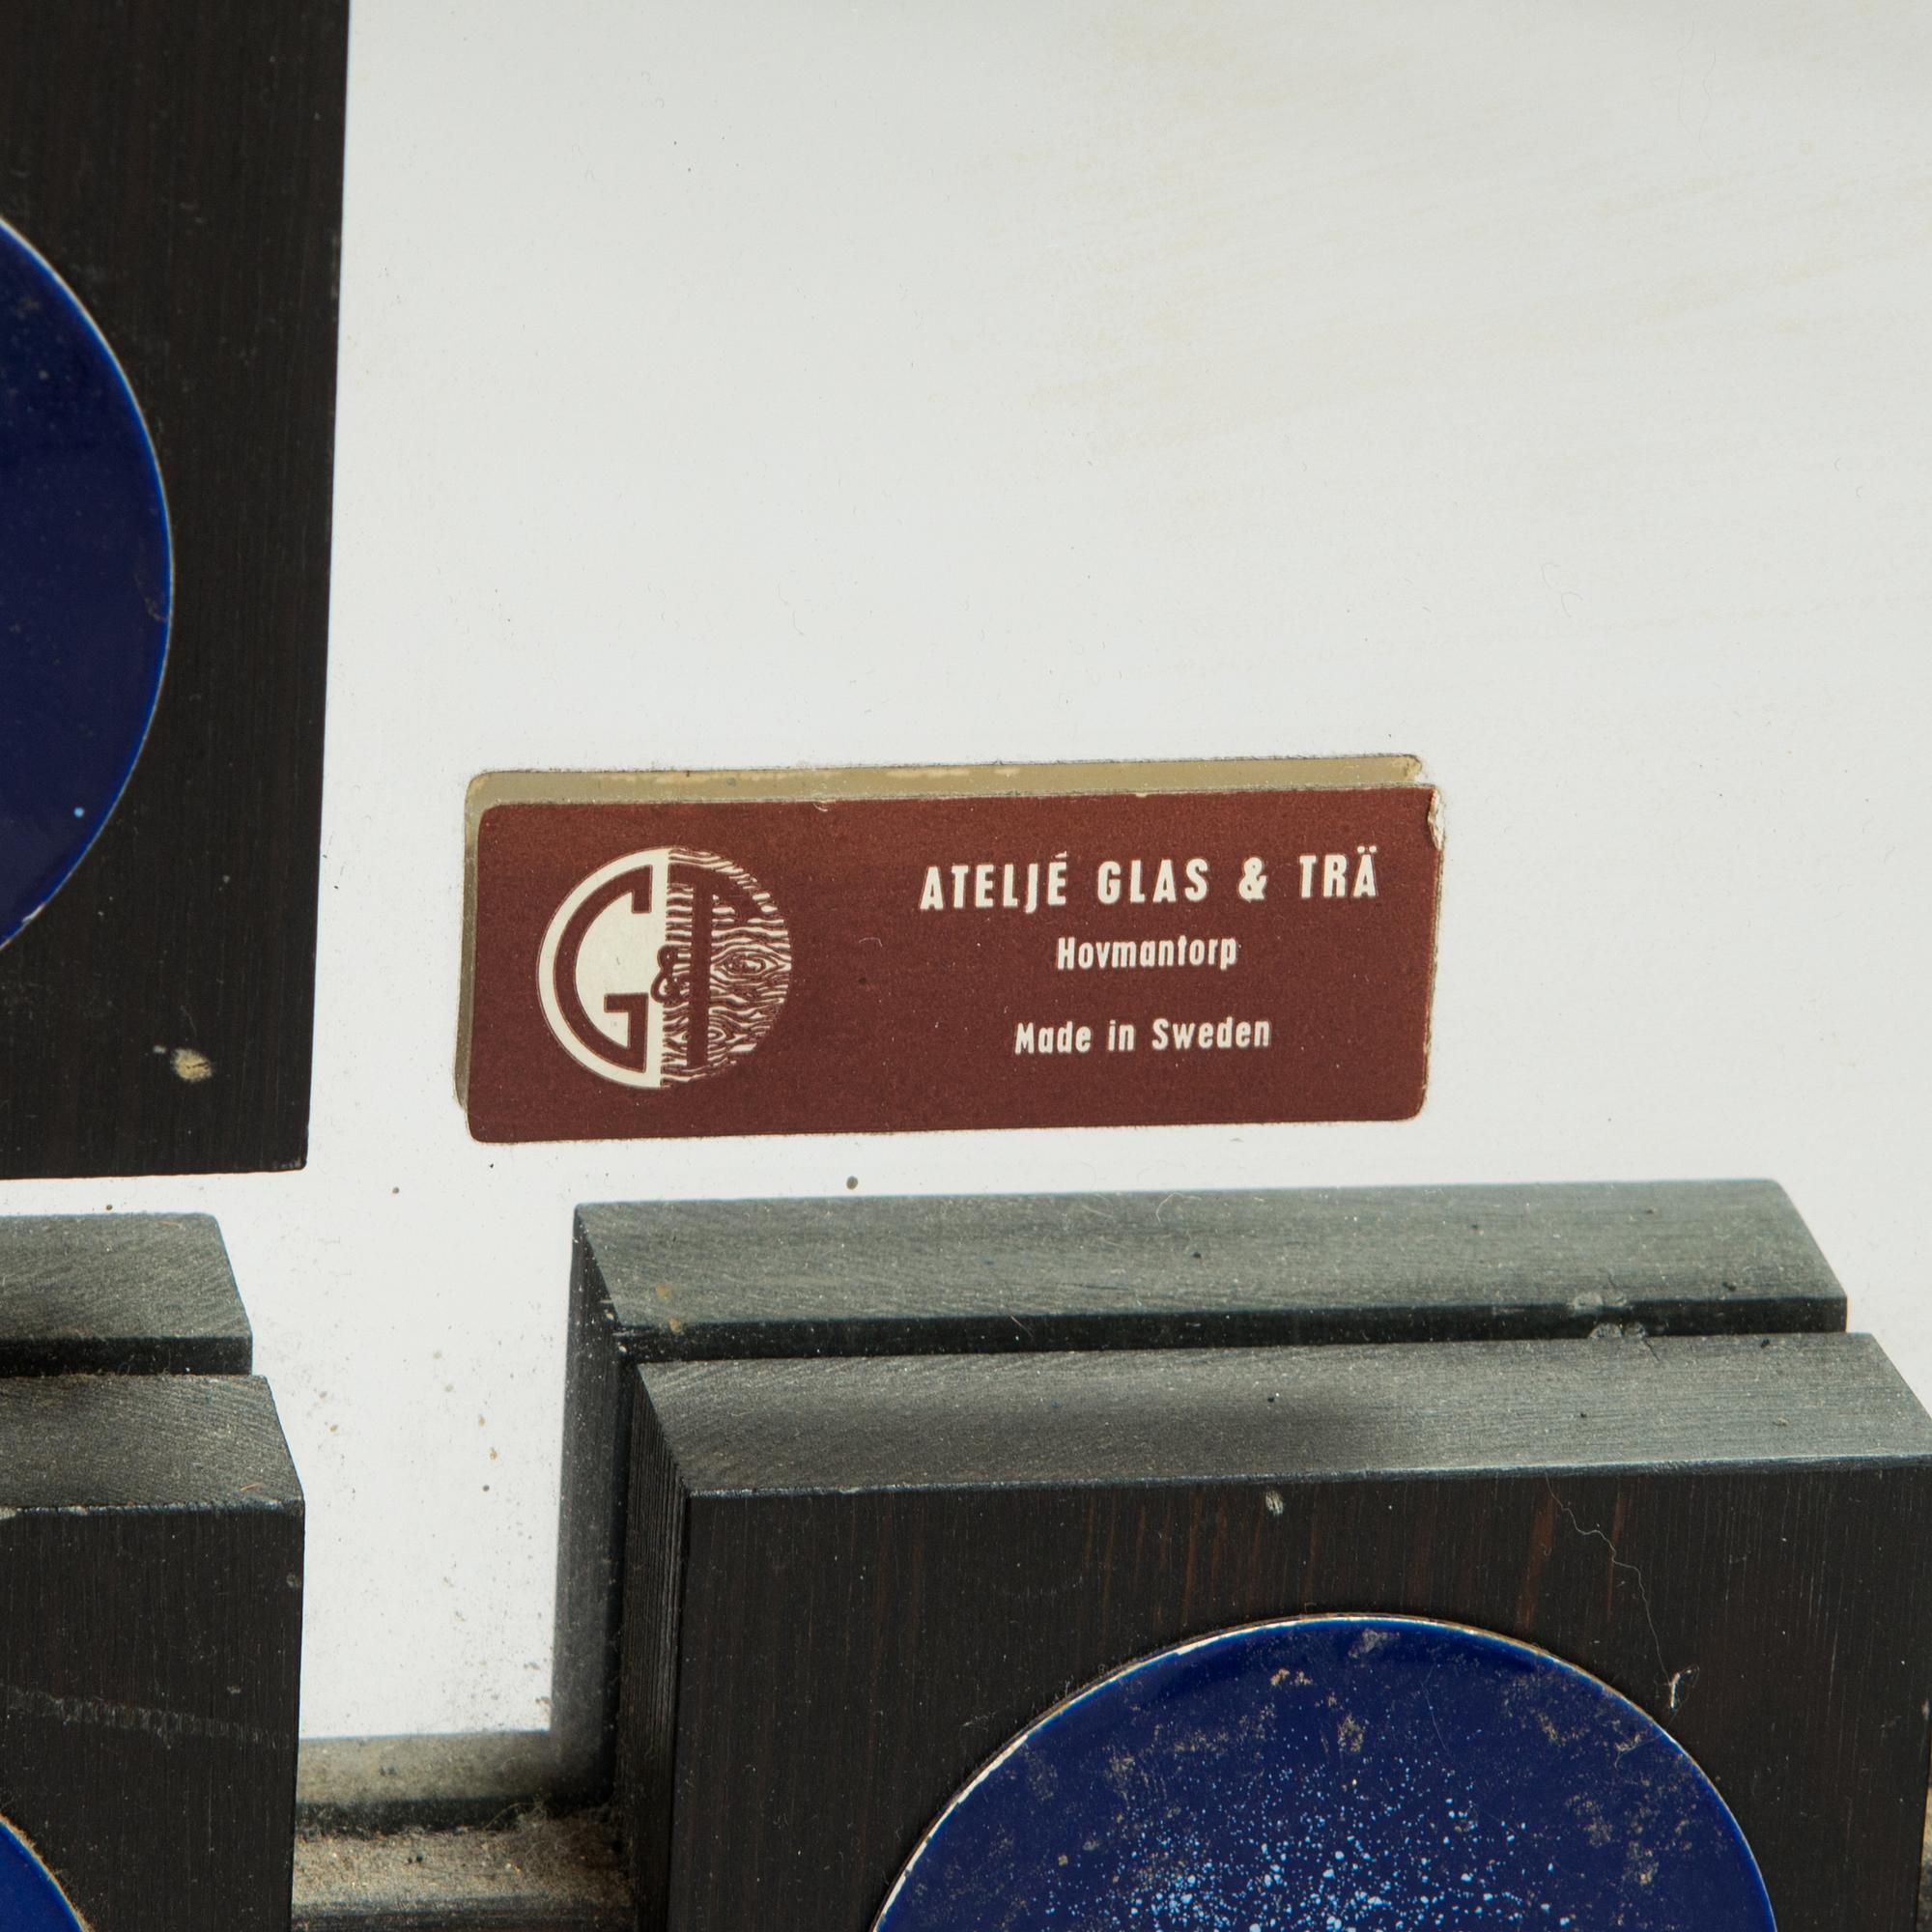 G&T
ATELJÉ GLAS & TRÄ
Hovmantorp
Made in Sweden